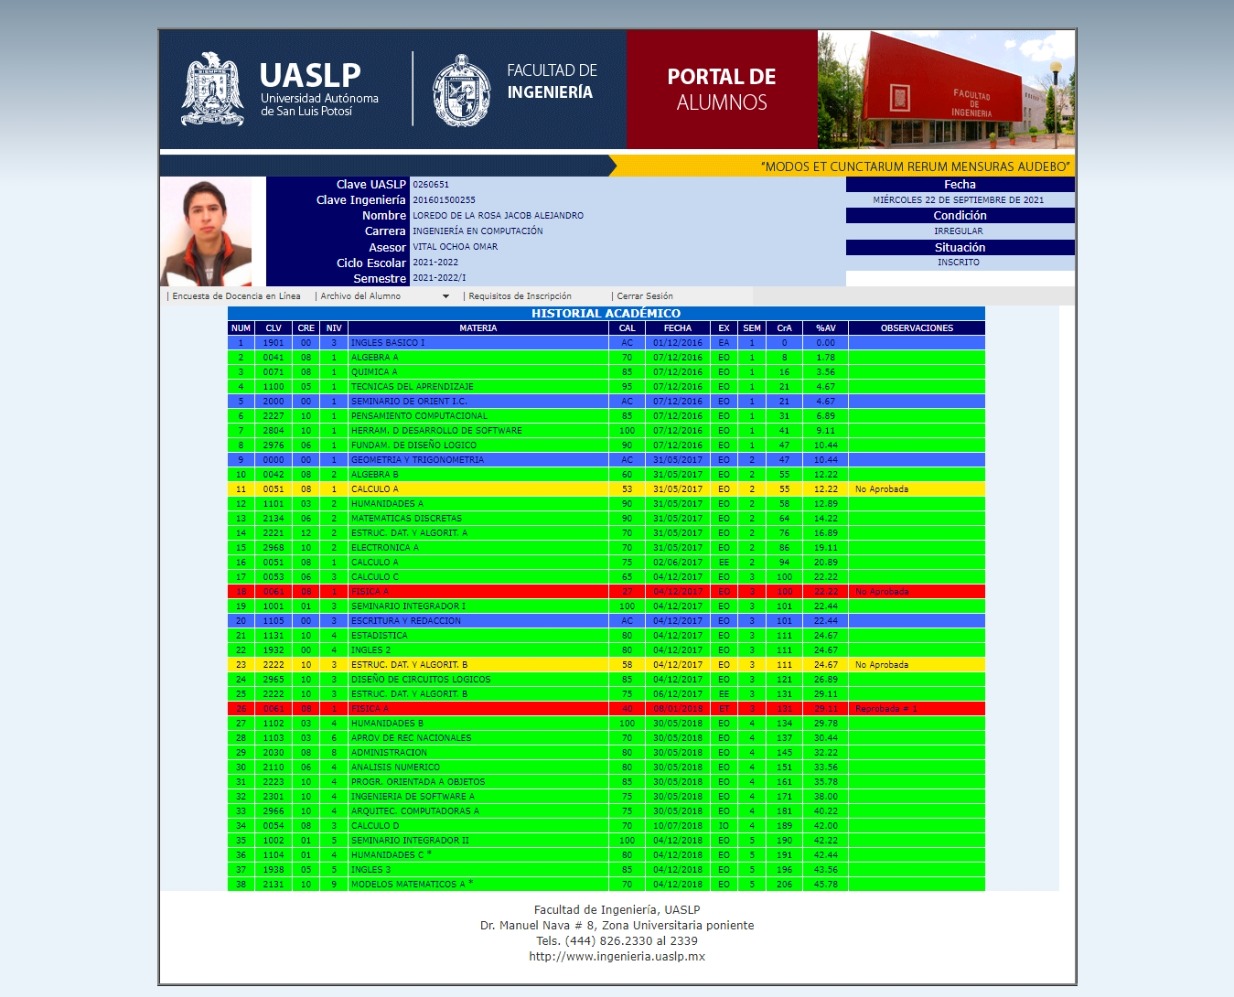 UASLP
Universidad Autónoma
de San Luis Potosí
FACULTAD DE
INGENIERÍA
PORTAL DE
ALUMNOS
FACULTAD
DE
INGENIERIA
"MODOS ET CUNCTARUM RERUM MENSURAS AUDEBO"
Clave UASLP 0260651
Clave Ingeniería 201601500255
Nombre LOREDO DE LA ROSA JACOB ALEJANDRO
Carrera INGENIERÍA EN COMPUTACIÓN
Asesor VITAL OCHOA OMAR
Ciclo Escolar 2021-2022
Semestre 2021-2022/I
Fecha
MIÉRCOLES 22 DE SEPTIEMBRE DE 2021
Condición
IRREGULAR
Situación
INSCRITO
| Encuesta de Docencia en Línea | Archivo del Alumno | Requisitos de Inscripción | Cerrar Sesión
HISTORIAL ACADÉMICO
NUM CLV CRE NIV MATERIA CAL FECHA EX SEM CrA %AV OBSERVACIONES
1 1901 00 3 INGLES BASICO I AC 01/12/2016 EA 1 0 0.00
2 0041 08 1 ALGEBRA A 70 07/12/2016 EO 1 8 1.78
3 0071 08 1 QUIMICA A 85 07/12/2016 EO 1 16 3.56
4 1100 05 1 TECNICAS DEL APRENDIZAJE 95 07/12/2016 EO 1 21 4.67
5 2000 00 1 SEMINARIO DE ORIENT I.C. AC 07/12/2016 EO 1 21 4.67
6 2227 10 1 PENSAMIENTO COMPUTACIONAL 85 07/12/2016 EO 1 31 6.89
7 2804 10 1 HERRAM. D DESARROLLO DE SOFTWARE 100 07/12/2016 EO 1 41 9.11
8 2976 06 1 FUNDAM. DE DISEÑO LOGICO 90 07/12/2016 EO 1 47 10.44
9 0000 00 1 GEOMETRIA Y TRIGONOMETRIA AC 31/05/2017 EO 2 47 10.44
10 0042 08 2 ALGEBRA B 60 31/05/2017 EO 2 55 12.22
11 0051 08 1 CALCULO A 53 31/05/2017 EO 2 55 12.22 No Aprobada
12 1101 03 2 HUMANIDADES A 90 31/05/2017 EO 2 58 12.89
13 2134 06 2 MATEMATICAS DISCRETAS 90 31/05/2017 EO 2 64 14.22
14 2221 12 2 ESTRUC. DAT. Y ALGORIT. A 70 31/05/2017 EO 2 76 16.89
15 2968 10 2 ELECTRONICA A 70 31/05/2017 EO 2 86 19.11
16 0051 08 1 CALCULO A 75 02/06/2017 EE 2 94 20.89
17 0053 06 3 CALCULO C 65 04/12/2017 EO 3 100 22.22
18 0061 08 1 FISICA A 27 04/12/2017 EO 3 100 22.22 No Aprobada
19 1001 01 3 SEMINARIO INTEGRADOR I 100 04/12/2017 EO 3 101 22.44
20 1105 00 3 ESCRITURA Y REDACCION AC 04/12/2017 EO 3 101 22.44
21 1131 10 4 ESTADISTICA 80 04/12/2017 EO 3 111 24.67
22 1932 00 4 INGLES 2 80 04/12/2017 EO 3 111 24.67
23 2222 10 3 ESTRUC. DAT. Y ALGORIT. B 58 04/12/2017 EO 3 111 24.67 No Aprobada
24 2965 10 3 DISEÑO DE CIRCUITOS LOGICOS 85 04/12/2017 EO 3 121 26.89
25 2222 10 3 ESTRUC. DAT. Y ALGORIT. B 75 06/12/2017 EE 3 131 29.11
26 0061 08 1 FISICA A 40 08/01/2018 ET 3 131 29.11 Reprobada # 1
27 1102 03 4 HUMANIDADES B 100 30/05/2018 EO 4 134 29.78
28 1103 03 6 APROV DE REC NACIONALES 70 30/05/2018 EO 4 137 30.44
29 2030 08 8 ADMINISTRACION 80 30/05/2018 EO 4 145 32.22
30 2110 06 4 ANALISIS NUMERICO 80 30/05/2018 EO 4 151 33.56
31 2223 10 4 PROGR. ORIENTADA A OBJETOS 85 30/05/2018 EO 4 161 35.78
32 2301 10 4 INGENIERIA DE SOFTWARE A 75 30/05/2018 EO 4 171 38.00
33 2966 10 4 ARQUITEC. COMPUTADORAS A 75 30/05/2018 EO 4 181 40.22
34 0054 08 3 CALCULO D 70 10/07/2018 IO 4 189 42.00
35 1002 01 5 SEMINARIO INTEGRADOR II 100 04/12/2018 EO 5 190 42.22
36 1104 01 4 HUMANIDADES C * 80 04/12/2018 EO 5 191 42.44
37 1938 05 5 INGLES 3 85 04/12/2018 EO 5 196 43.56
38 2131 10 9 MODELOS MATEMATICOS A * 70 04/12/2018 EO 5 206 45.78
Facultad de Ingeniería, UASLP
Dr. Manuel Nava # 8, Zona Universitaria poniente
Tels. (444) 826.2330 al 2339
http://www.ingenieria.uaslp.mx